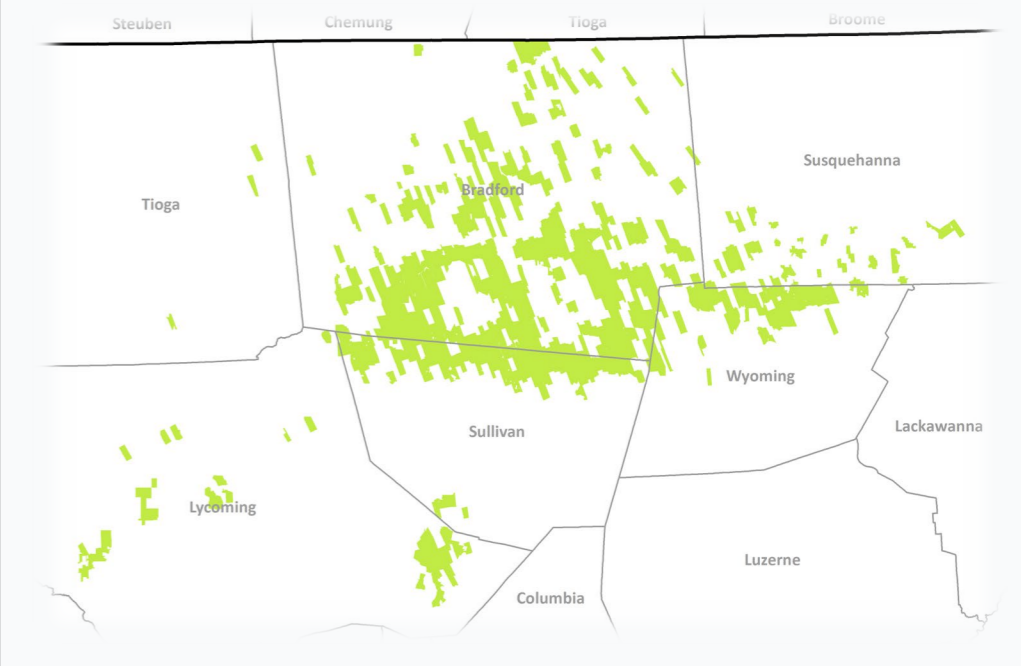 Steuben
Chemung
Tioga
Broome
Susquehanna
Tioga
Bradford
Wyoming
Lackawanna
Sullivan
Lycoming
Luzerne
Columbia